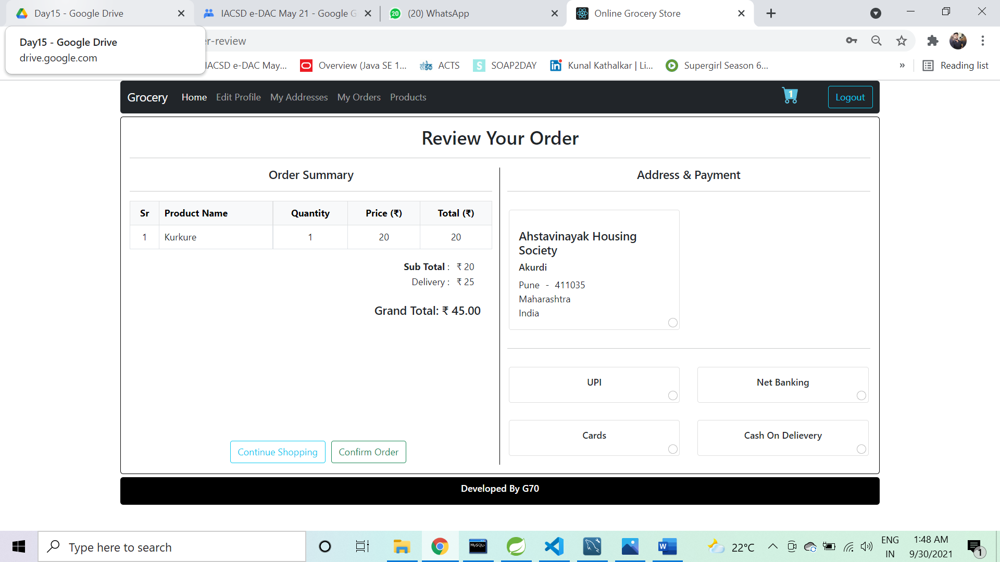 Day15 - Google Drive
IACSD e-DAC May 21 - Google G
20
(20) WhatsApp
Online Grocery Store
Day15 - Google Drive
drive.google.com
er-review
IACSD e-DAC May...
Overview (Java SE 1...
ACTS
S
SOAP2DAY
in
Kunal Kathalkar | Li...
Supergirl Season 6...
»
Reading list
Grocery
Home
Edit Profile
My Addresses
My Orders
Products
1
Logout
Review Your Order
Order Summary
Sr Product Name Quantity Price (₹) Total (₹)
1 Kurkure 1 20 20
Sub Total : ₹ 20
Delivery : ₹ 25
Grand Total: ₹ 45.00
Continue Shopping
Confirm Order
Address & Payment
Ahstavinayak Housing
Society
Akurdi
Pune - 411035
Maharashtra
India
UPI
Net Banking
Cards
Cash On Delievery
Developed By G70
Type here to search
MySQL
W
22°C
ENG
IN
1:48 AM
9/30/2021
1